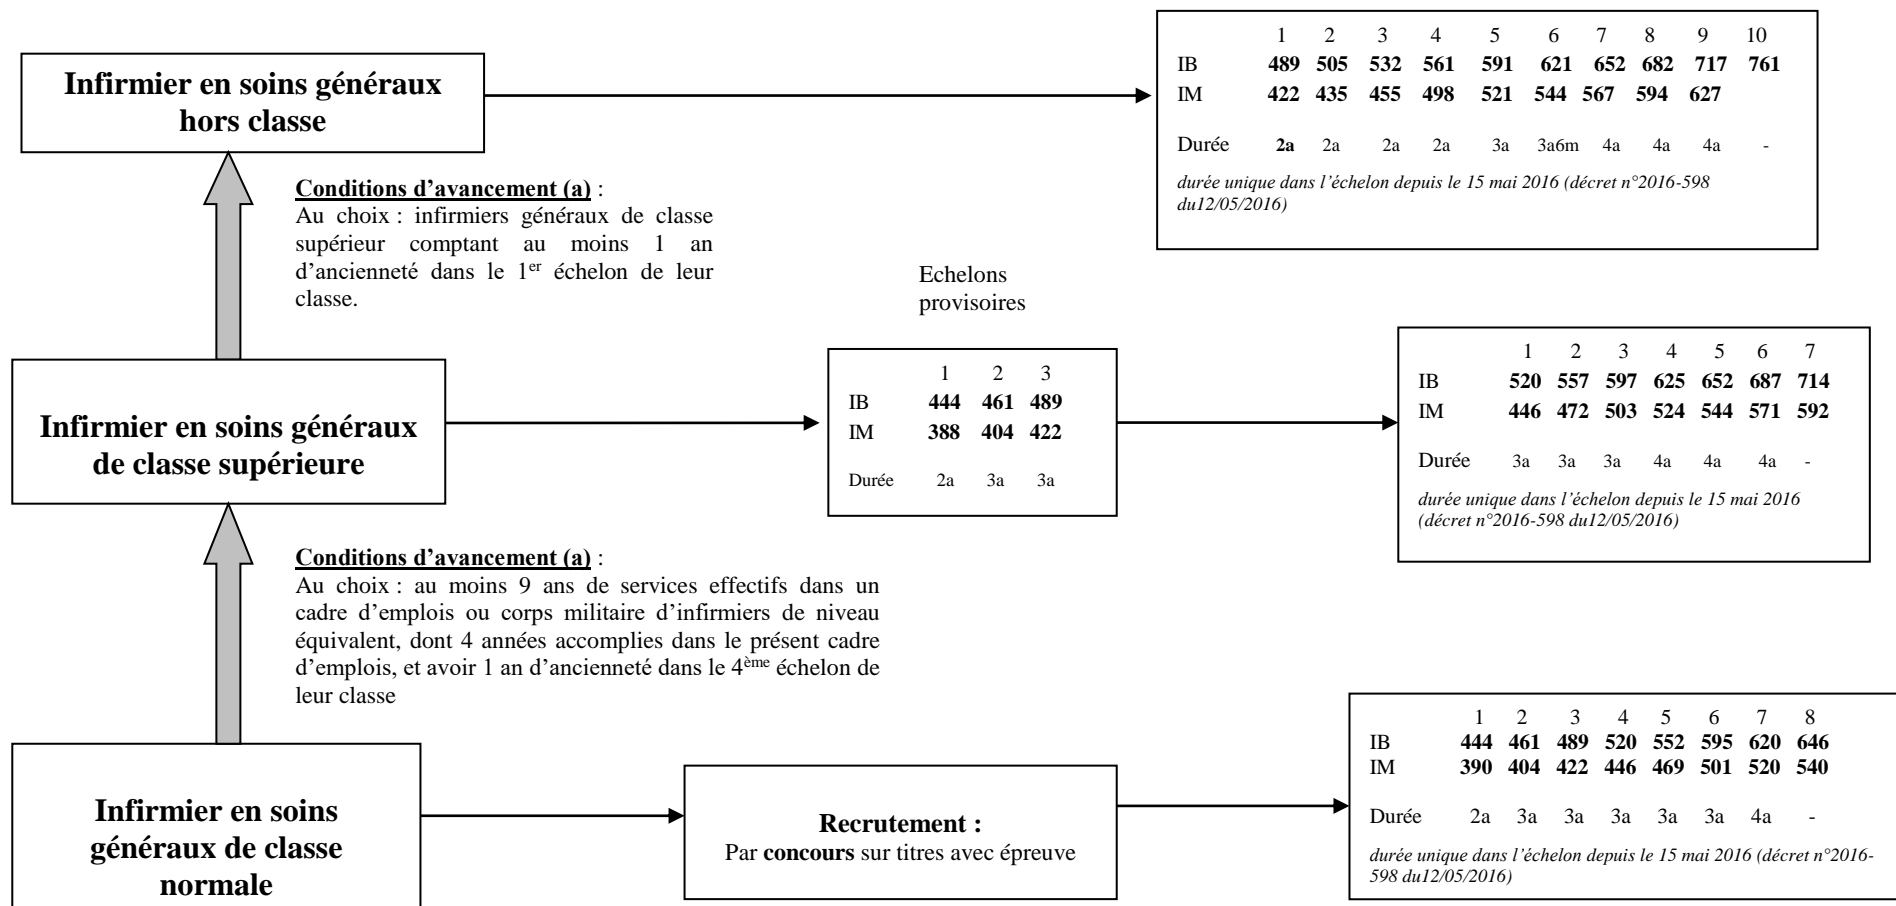 Infirmier en soins généraux
hors classe
1 2 3 4 5 6 7 8 9 10
IB 489 505 532 561 591 621 652 682 717 761
IM 422 435 455 498 521 544 567 594 627
Durée 2a 2a 2a 2a 3a 3a6m 4a 4a 4a -
durée unique dans l’échelon depuis le 15 mai 2016 (décret n°2016-598
du12/05/2016)
Conditions d’avancement (a) :
Au choix : infirmiers généraux de classe
supérieur comptant au moins 1 an
d’ancienneté dans le 1er échelon de leur
classe.
Echelons
provisoires
Infirmier en soins généraux
de classe supérieure
1 2 3
IB 444 461 489
IM 388 404 422
Durée 2a 3a 3a
1 2 3 4 5 6 7
IB 520 557 597 625 652 687 714
IM 446 472 503 524 544 571 592
Durée 3a 3a 3a 4a 4a 4a -
durée unique dans l’échelon depuis le 15 mai 2016
(décret n°2016-598 du12/05/2016)
Conditions d’avancement (a) :
Au choix : au moins 9 ans de services effectifs dans un
cadre d’emplois ou corps militaire d’infirmiers de niveau
équivalent, dont 4 années accomplies dans le présent cadre
d’emplois, et avoir 1 an d’ancienneté dans le 4ème échelon de
leur classe
Infirmier en soins
généraux de classe
normale
Recrutement :
Par concours sur titres avec épreuve
1 2 3 4 5 6 7 8
IB 444 461 489 520 552 595 620 646
IM 390 404 422 446 469 501 520 540
Durée 2a 3a 3a 3a 3a 3a 4a -
durée unique dans l’échelon depuis le 15 mai 2016 (décret n°2016-
598 du12/05/2016)